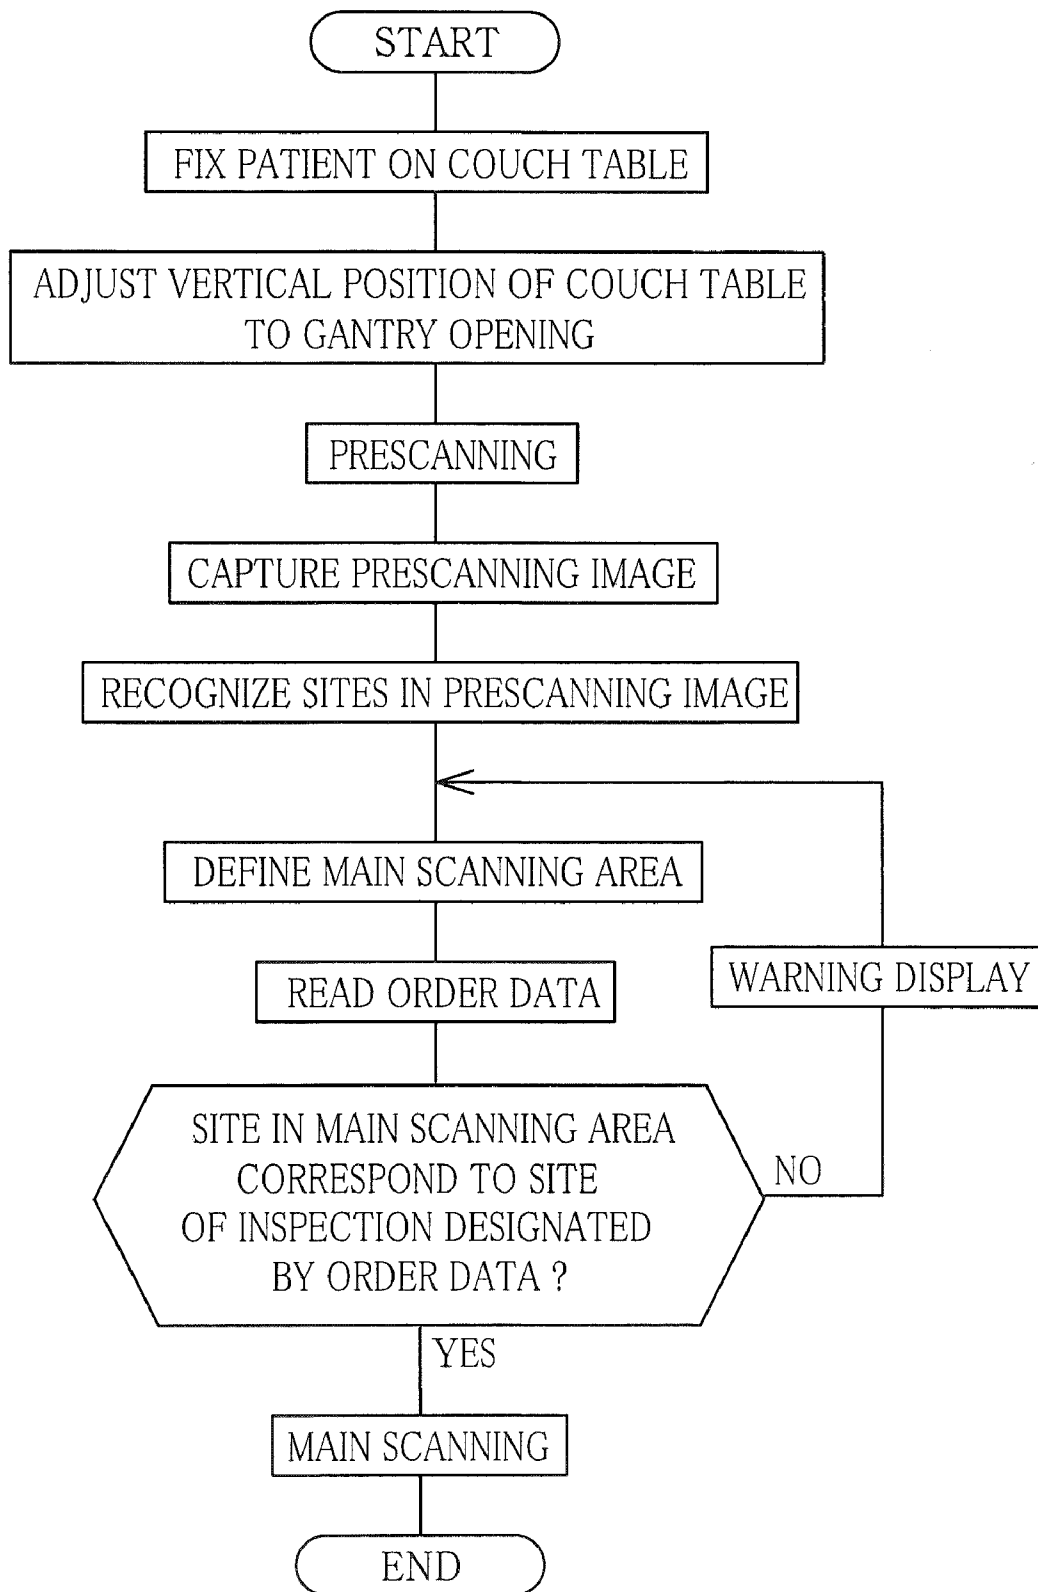 START
FIX PATIENT ON COUCH TABLE
ADJUST VERTICAL POSITION OF COUCH TABLE
TO GANTRY OPENING
PRESCANNING
CAPTURE PRESCANNING IMAGE
RECOGNIZE SITES IN PRESCANNING IMAGE
DEFINE MAIN SCANNING AREA
READ ORDER DATA
WARNING DISPLAY
SITE IN MAIN SCANNING AREA
CORRESPOND TO SITE
OF INSPECTION DESIGNATED
BY ORDER DATA ?
NO
YES
MAIN SCANNING
END